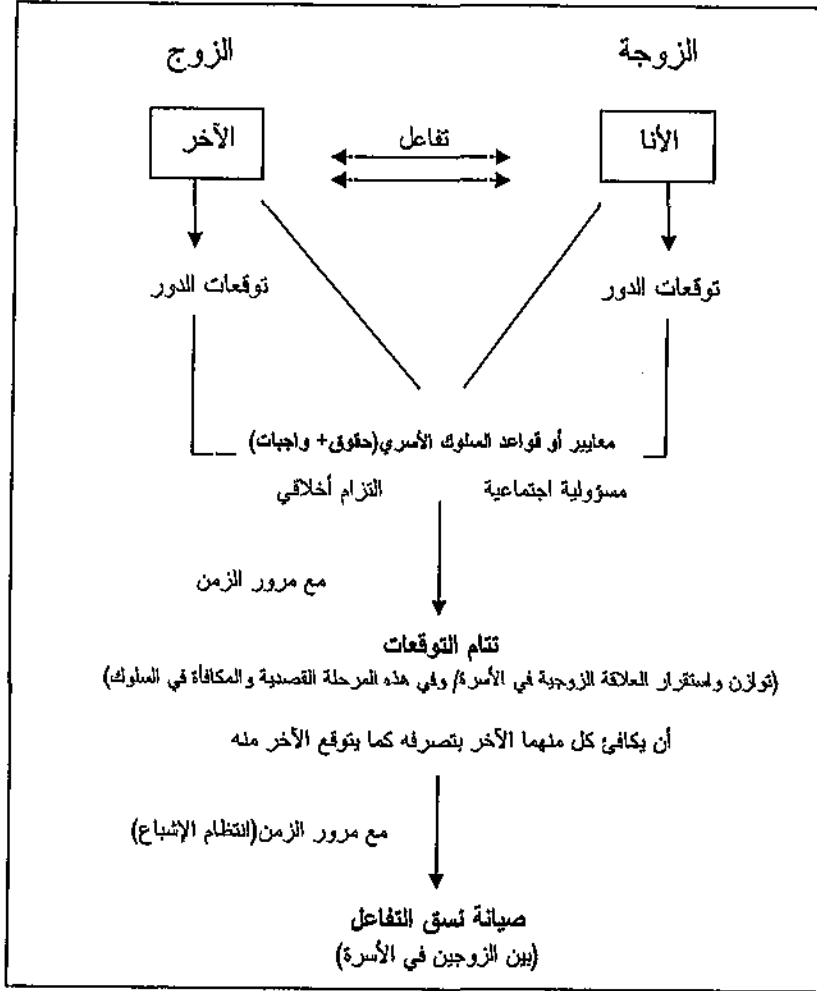 الزوجة الزوج
الأنا تفاعل الآخر
توقعات الدور توقعات الدور
معايير أو قواعد السلوك الأسري(حقوق+ واجبات)
مسؤولية اجتماعية التزام أخلاقي
مع مرور الزمن
تتام التوقعات
(توازن واستقرار العلاقة الزوجية في الأسرة/ وفي هذه المرحلة القصدية والمكافأة في السلوك)
أن يكافئ كل منهما الآخر بتصرفه كما يتوقع الآخر منه
مع مرور الزمن(انتظام الإشباع)
صيانة نسق التفاعل
(بين الزوجين في الأسرة)